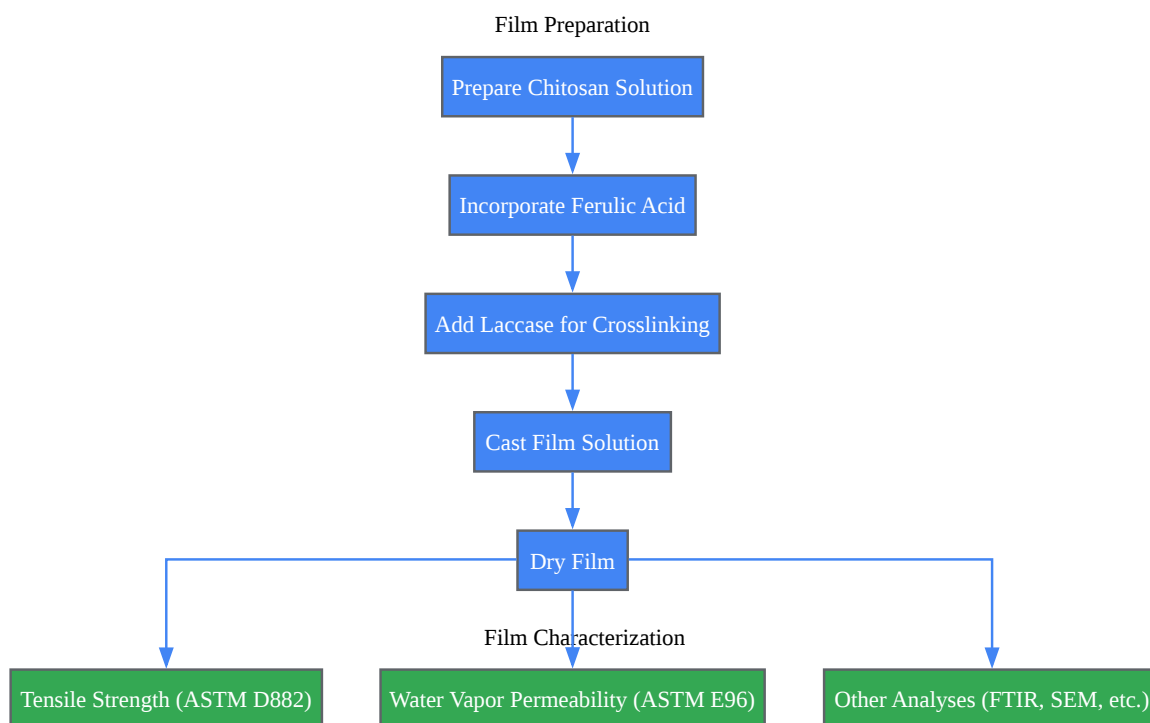 Film Preparation
Prepare Chitosan Solution
Incorporate Ferulic Acid
Add Laccase for Crosslinking
Cast Film Solution
Dry Film
Film Characterization
Tensile Strength (ASTM D882)
Water Vapor Permeability (ASTM E96)
Other Analyses (FTIR, SEM, etc.)